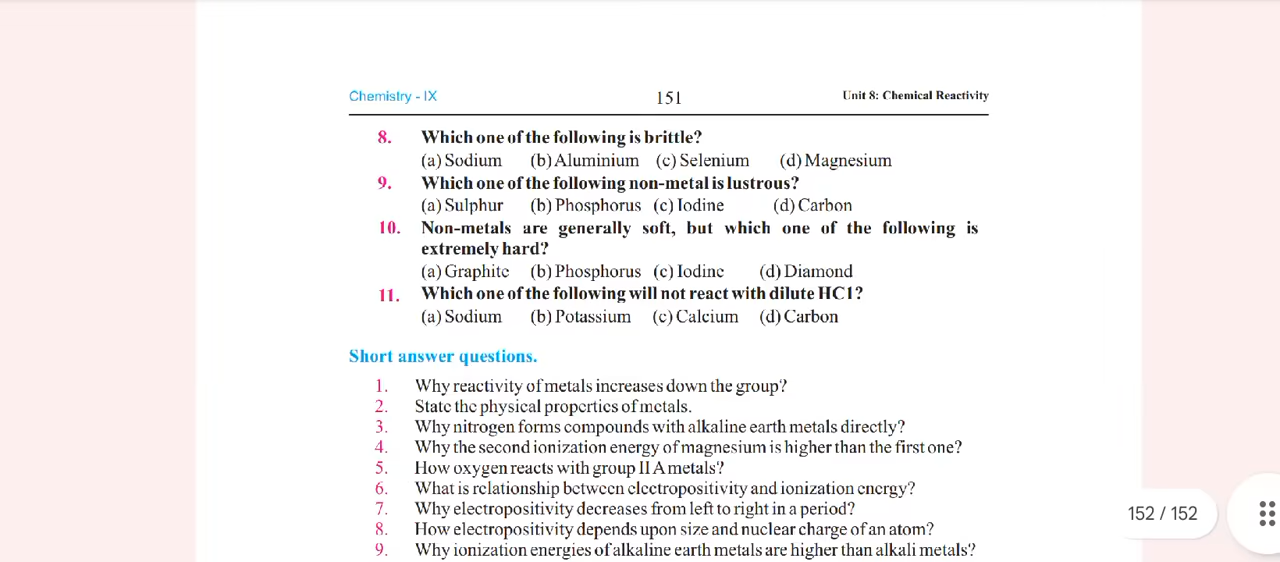 Chemistry - IX 151 Unit 8: Chemical Reactivity
8. Which one of the following is brittle?
(a) Sodium (b) Aluminium (c) Selenium (d) Magnesium
9. Which one of the following non-metal is lustrous?
(a) Sulphur (b) Phosphorus (c) Iodine (d) Carbon
10. Non-metals are generally soft, but which one of the following is
extremely hard?
(a) Graphite (b) Phosphorus (c) Iodine (d) Diamond
11. Which one of the following will not react with dilute HC1?
(a) Sodium (b) Potassium (c) Calcium (d) Carbon
Short answer questions.
1. Why reactivity of metals increases down the group?
2. State the physical properties of metals.
3. Why nitrogen forms compounds with alkaline earth metals directly?
4. Why the second ionization energy of magnesium is higher than the first one?
5. How oxygen reacts with group II A metals?
6. What is relationship between electropositivity and ionization energy?
7. Why electropositivity decreases from left to right in a period?
152 / 152
8. How electropositivity depends upon size and nuclear charge of an atom?
9. Why ionization energies of alkaline earth metals are higher than alkali metals?